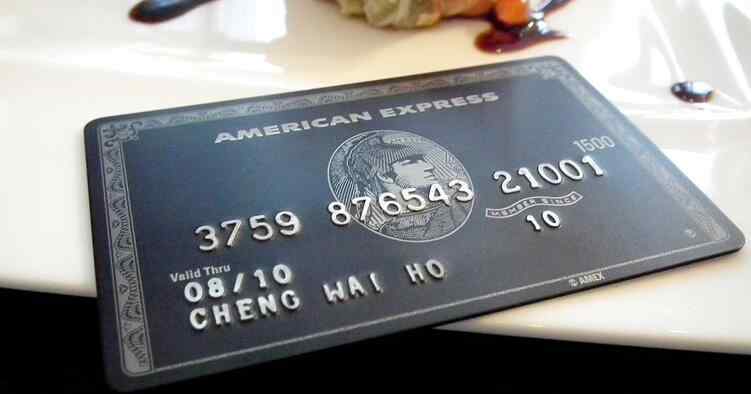 AMERICAN EXPRESS
1500
3759 876543 21001
MEMBER SINCE
10
Valid Thru
08/10
CHENG WAI HO
© AMEX